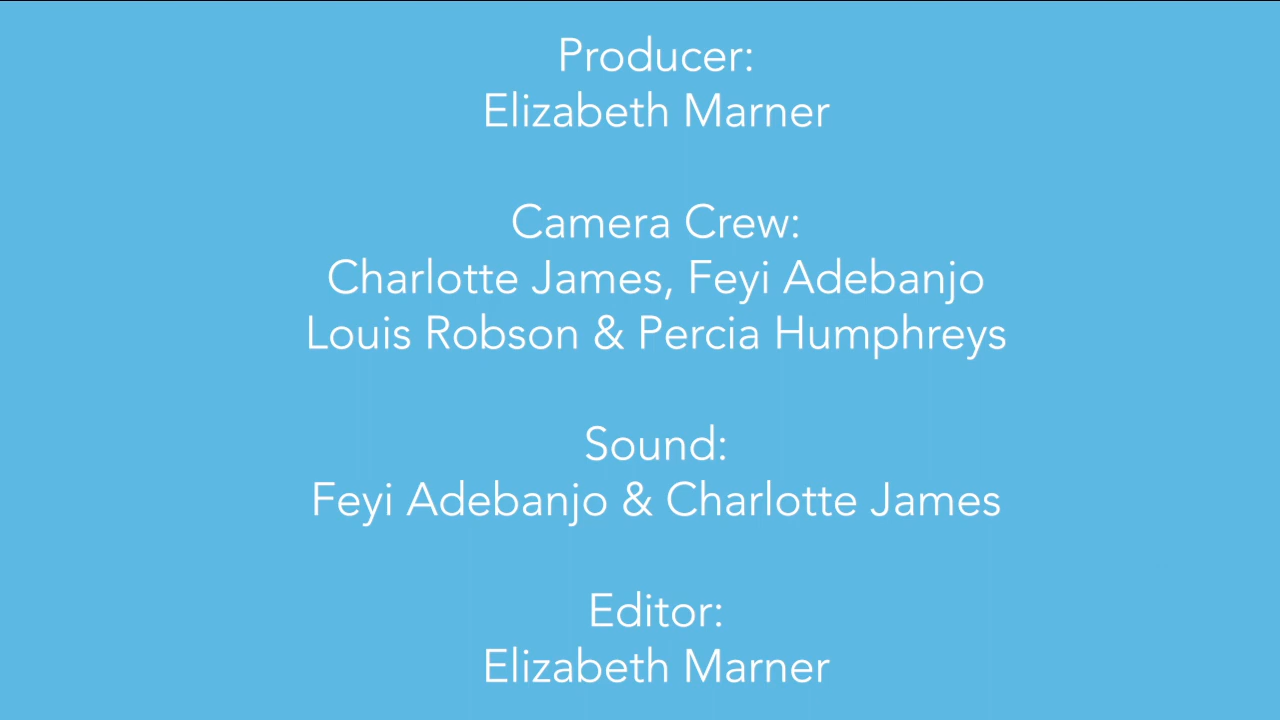 Producer:
Elizabeth Marner
Camera Crew:
Charlotte James, Feyi Adebanjo
Louis Robson & Percia Humphreys
Sound:
Feyi Adebanjo & Charlotte James
Editor:
Elizabeth Marner